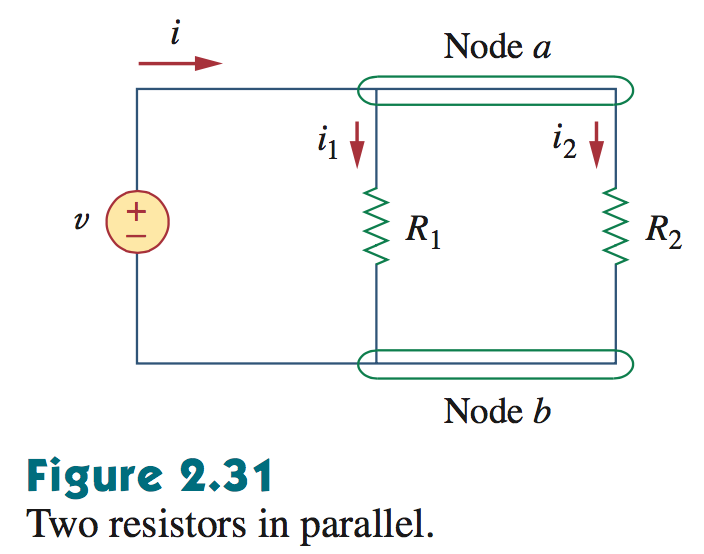 i
Node a
i₁
i₂
v
+
−
R₁
R₂
Node b
Figure 2.31
Two resistors in parallel.